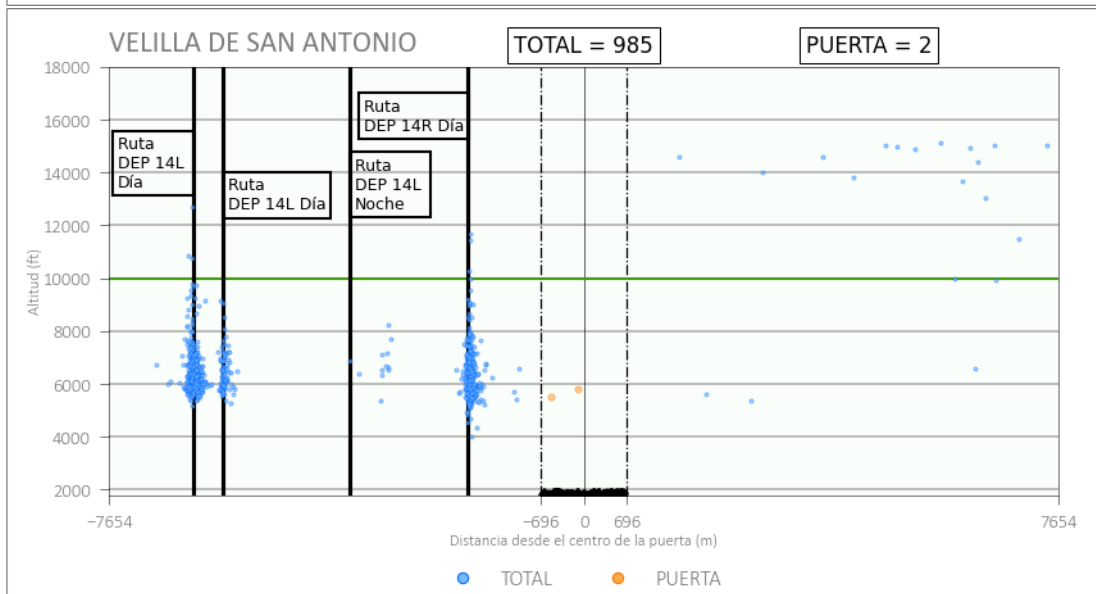 VELILLA DE SAN ANTONIO
TOTAL = 985
PUERTA = 2
18000
16000
14000
12000
10000
8000
6000
4000
2000
Altitud (ft)
Ruta
DEP 14L
Día
Ruta
DEP 14L Día
Ruta
DEP 14R Día
Ruta
DEP 14L
Noche
−7654
−696
0
696
7654
Distancia desde el centro de la puerta (m)
TOTAL
PUERTA